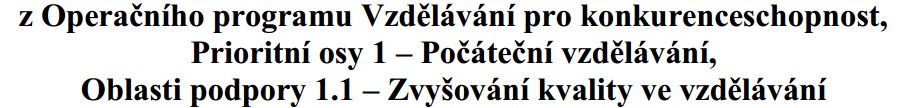 z Operačního programu Vzdělávání pro konkurenceschopnost,
Prioritní osy 1 – Počáteční vzdělávání,
Oblasti podpory 1.1 – Zvyšování kvality ve vzdělávání